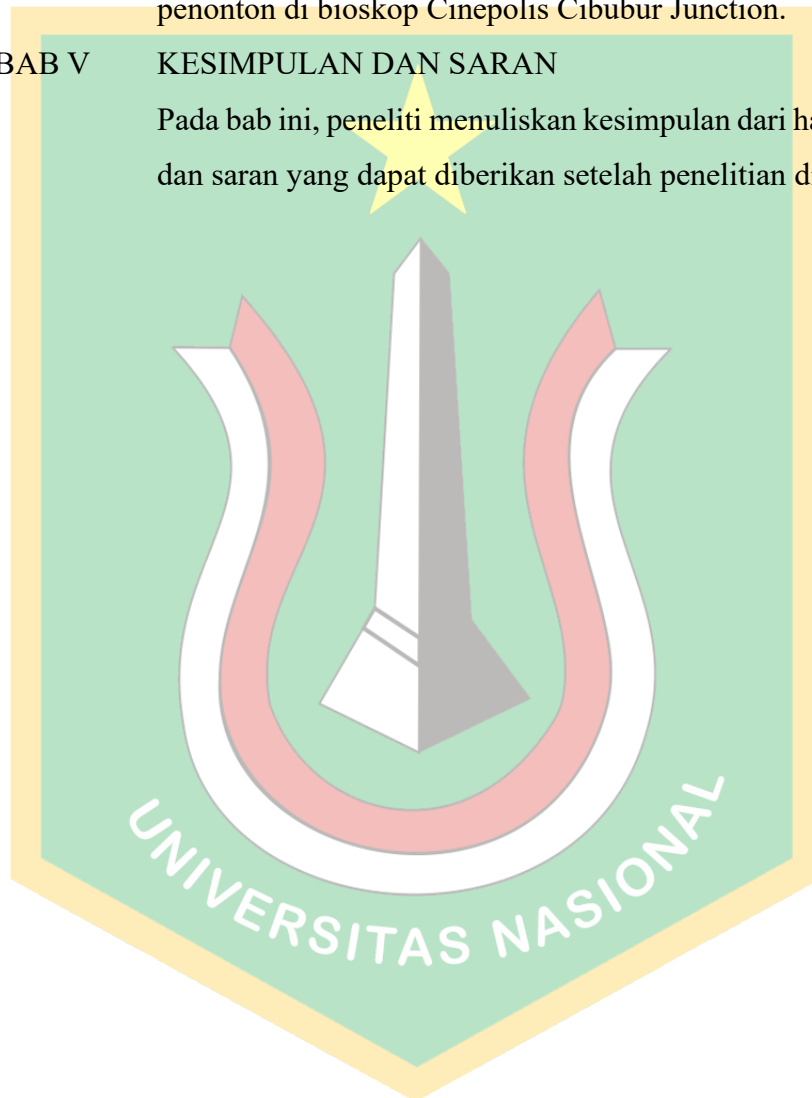 penonton di bioskop Cinepolis Cibubur Junction.
BAB V KESIMPULAN DAN SARAN
Pada bab ini, peneliti menuliskan kesimpulan dari
dan saran yang dapat diberikan setelah penelitian
UNIVERSITAS NASIONAL